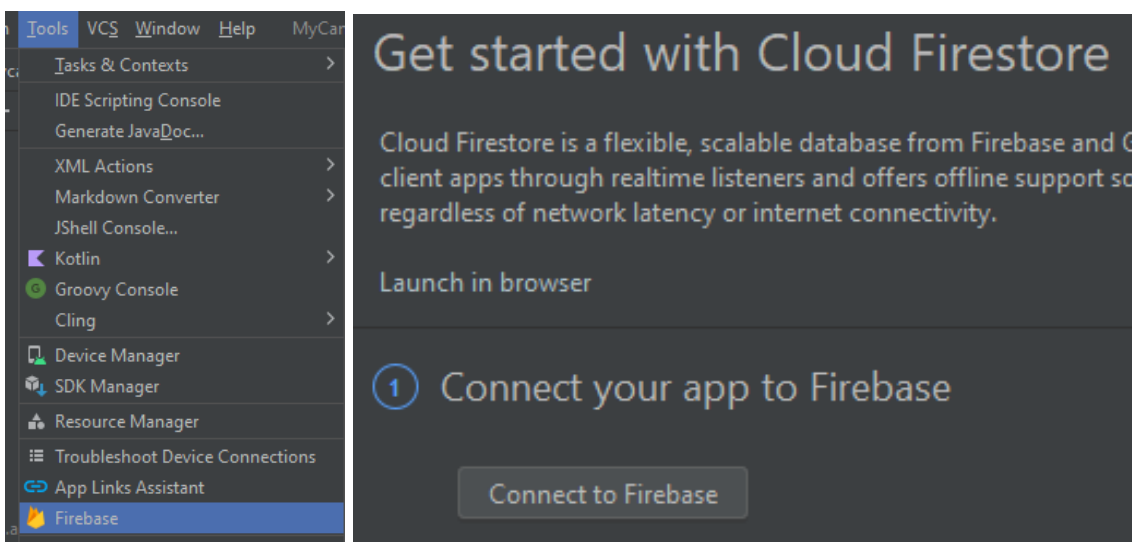 Tools VCS Window Help MyCar
Tasks & Contexts
IDE Scripting Console
Generate JavaDoc...
XML Actions
Markdown Converter
JShell Console...
Kotlin
G Groovy Console
Cling
Device Manager
SDK Manager
Resource Manager
Troubleshoot Device Connections
App Links Assistant
Firebase
Get started with Cloud Firestore
Cloud Firestore is a flexible, scalable database from Firebase and
client apps through realtime listeners and offers offline support
regardless of network latency or internet connectivity.
Launch in browser
1 Connect your app to Firebase
Connect to Firebase